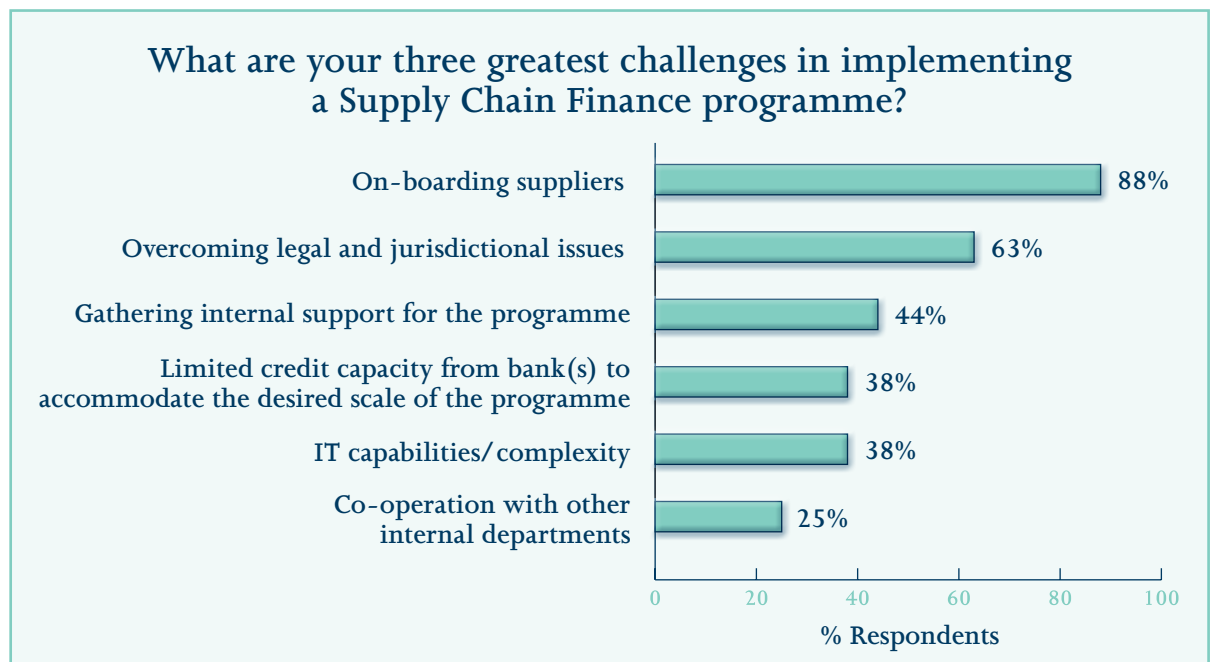 What are your three greatest challenges in implementing
a Supply Chain Finance programme?
On-boarding suppliers
88%
Overcoming legal and jurisdictional issues
63%
Gathering internal support for the programme
44%
Limited credit capacity from bank(s) to
accommodate the desired scale of the programme
38%
IT capabilities/complexity
38%
Co-operation with other
internal departments
25%
0 20 40 60 80 100
% Respondents